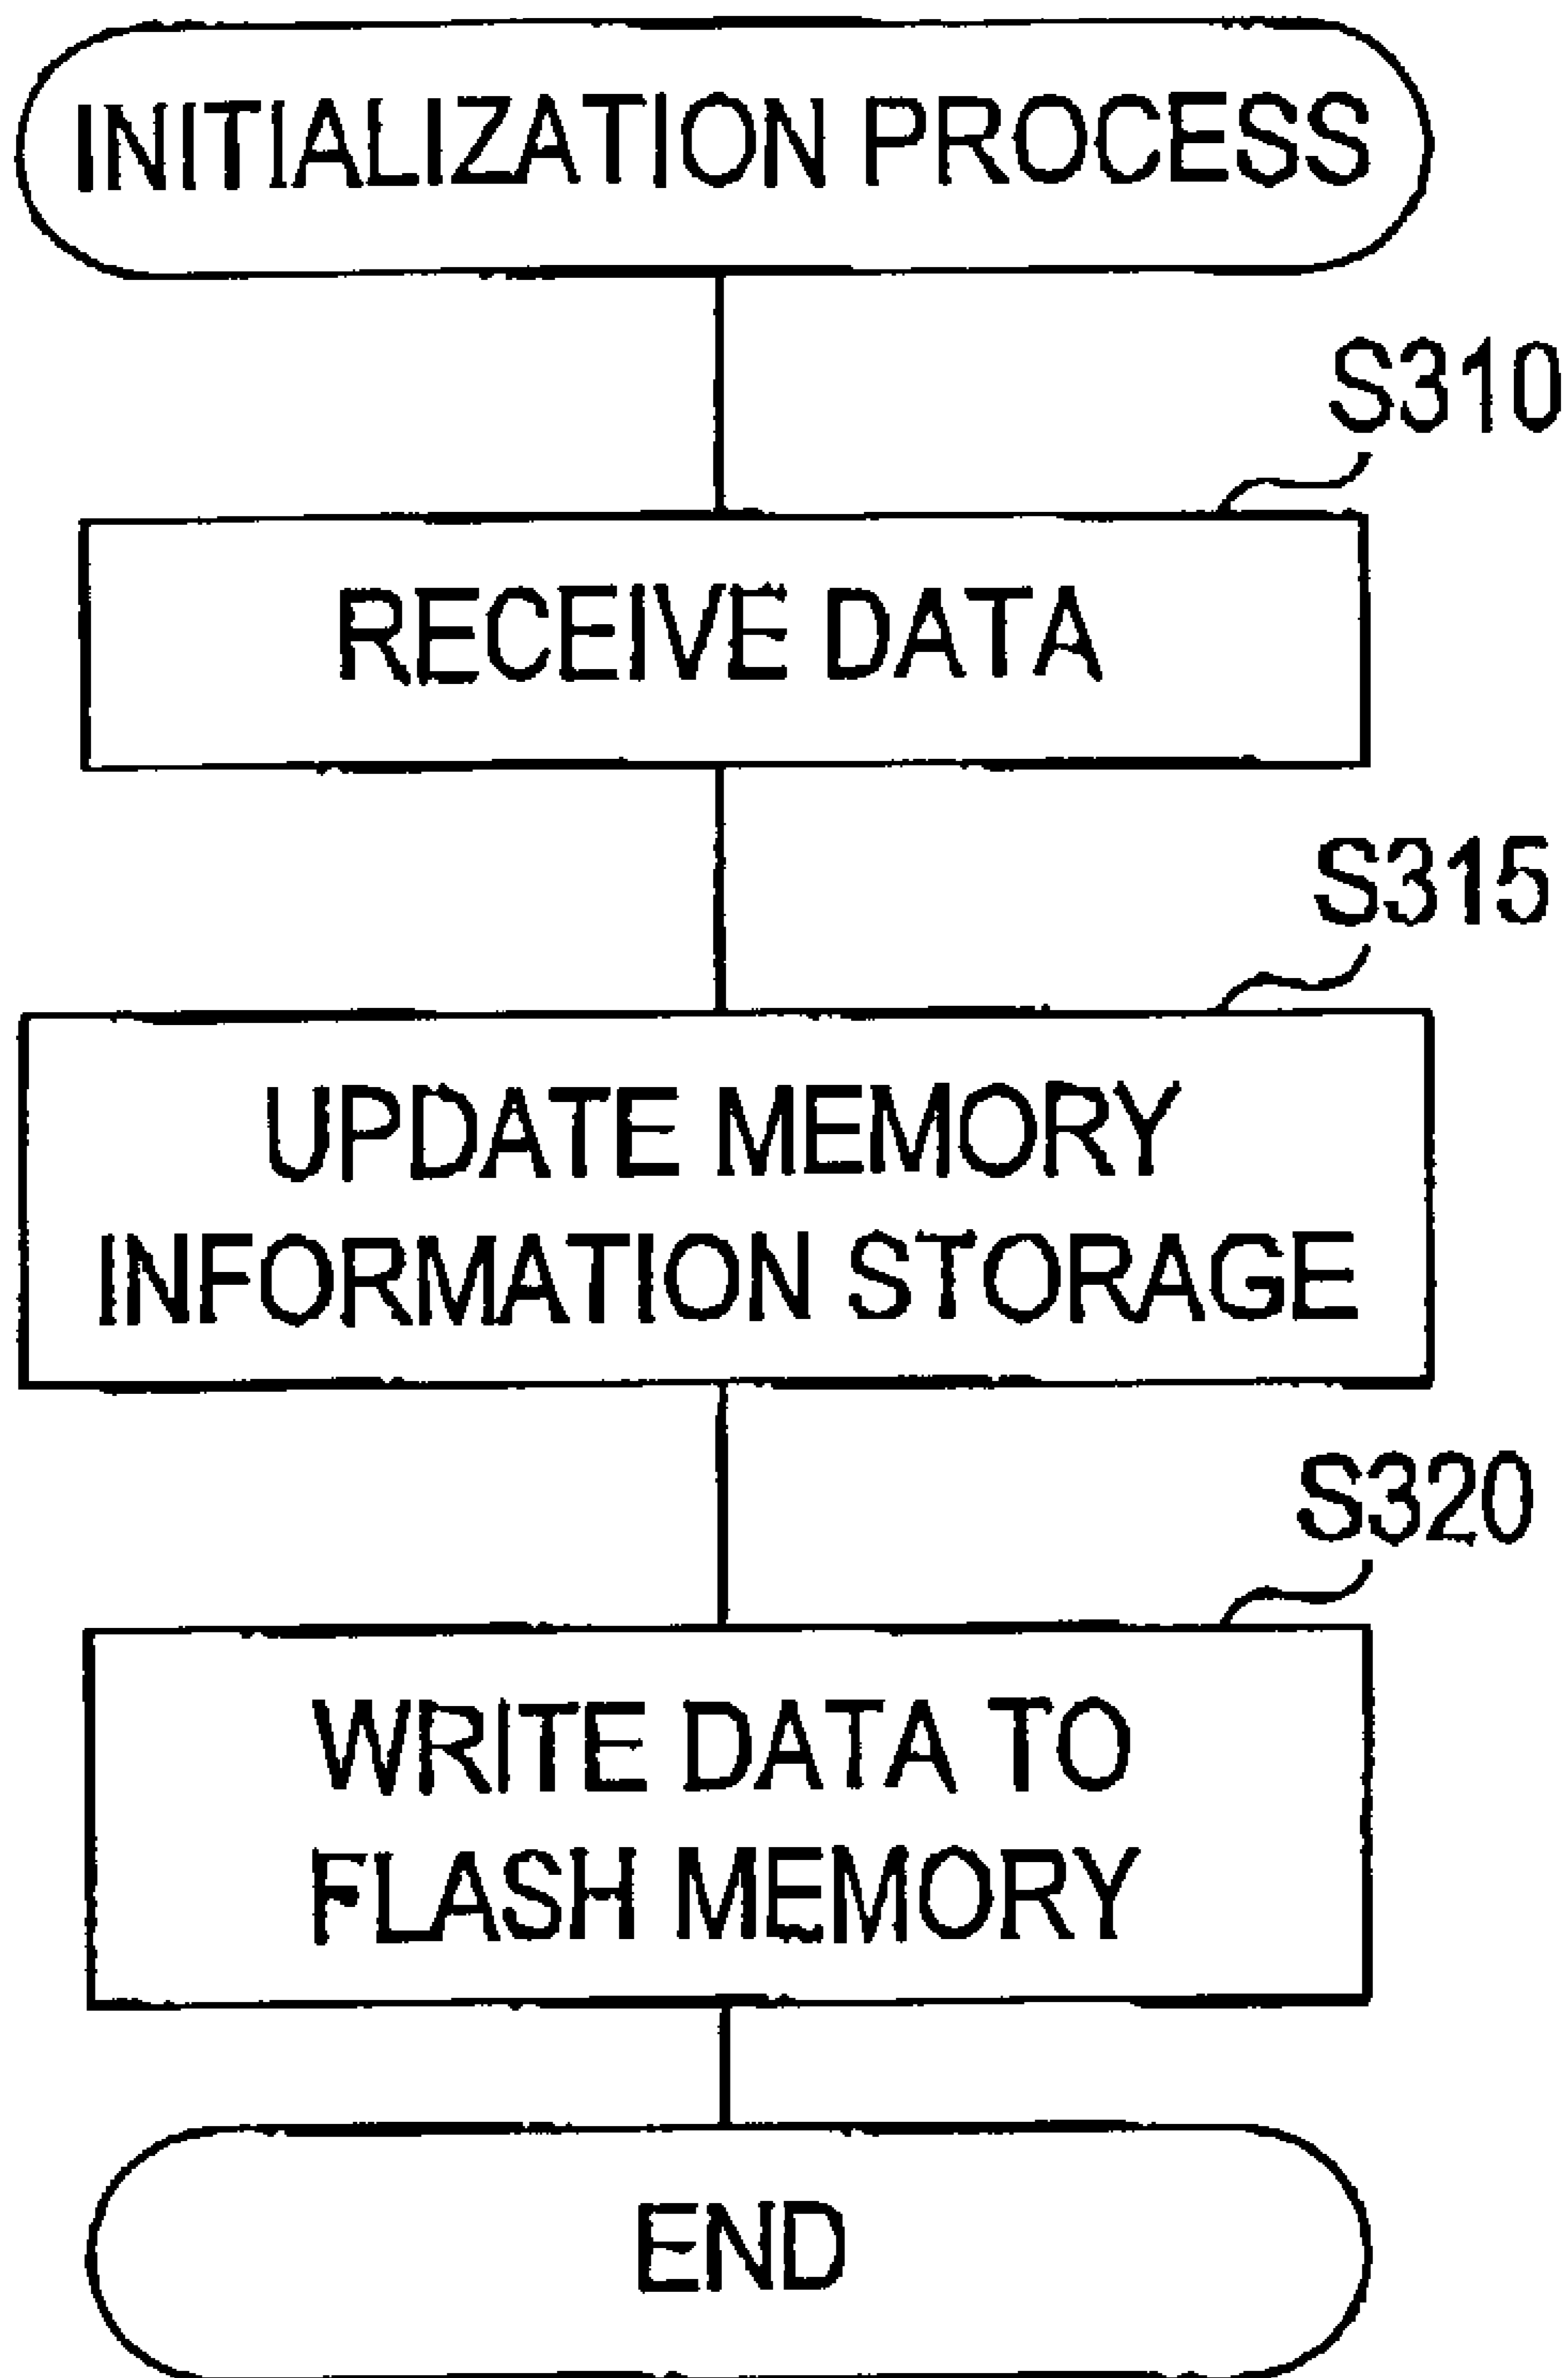 INITIALIZATION PROCESS
S310
RECEIVE DATA
S315
UPDATE MEMORY
INFORMATION STORAGE
S320
WRITE DATA TO
FLASH MEMORY
END